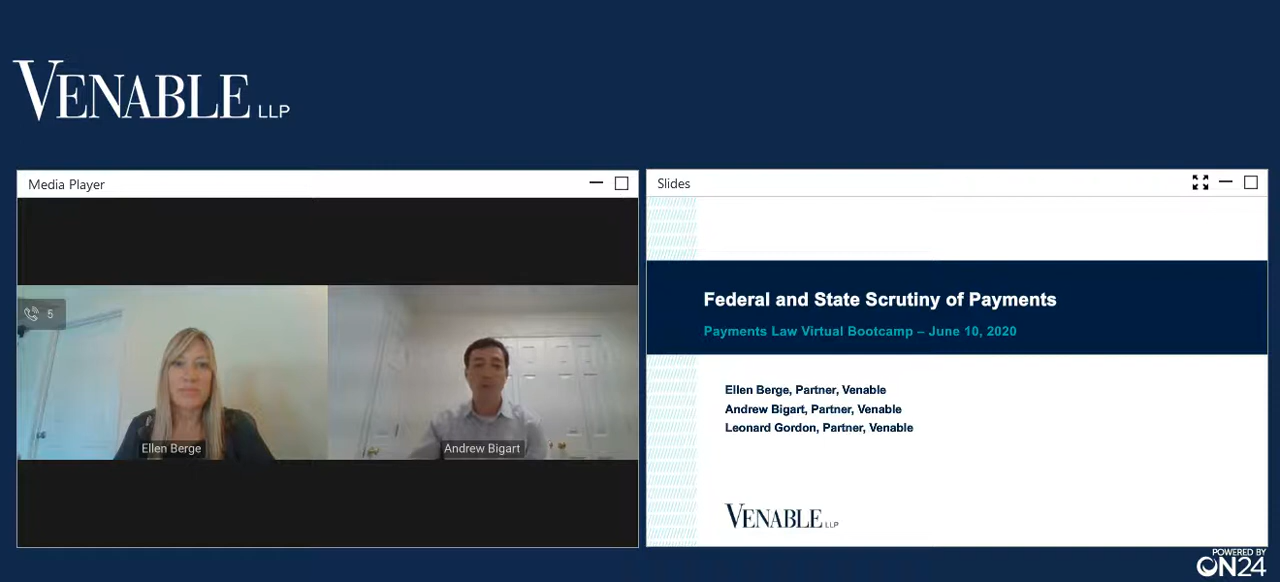 VENABLE LLP
Media Player
Slides
5
Ellen Berge
Andrew Bigart
Federal and State Scrutiny of Payments
Payments Law Virtual Bootcamp – June 10, 2020
Ellen Berge, Partner, Venable
Andrew Bigart, Partner, Venable
Leonard Gordon, Partner, Venable
VENABLE LLP
POWERED BY
ON24